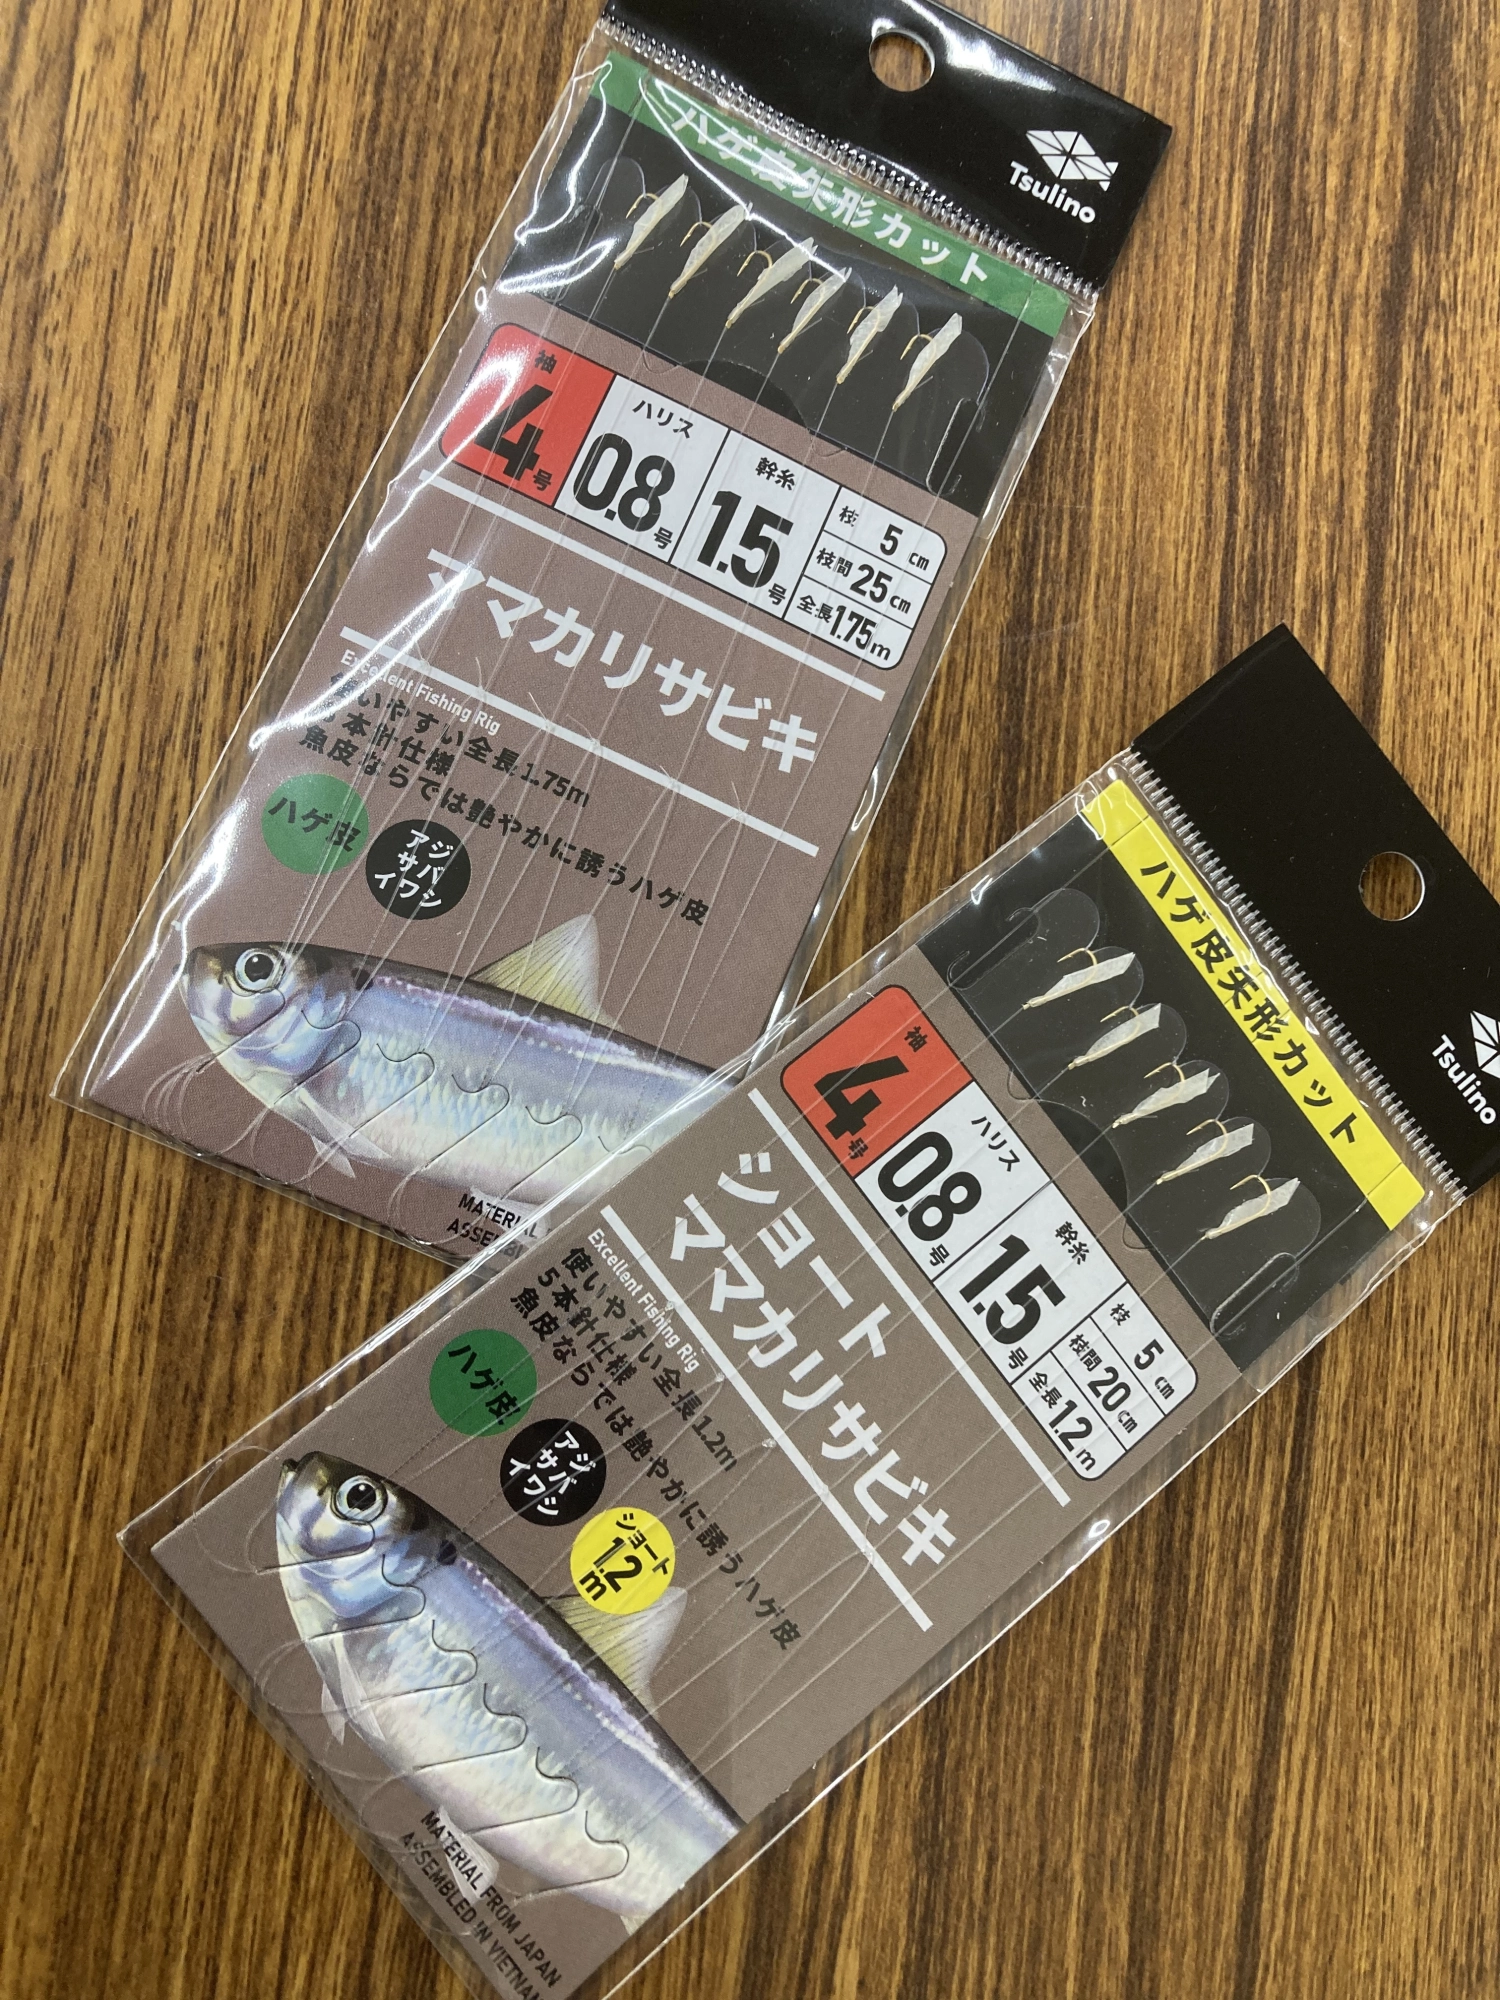 Tsulino
ハゲ皮矢形カット
袖
4号
ハリス
0.8号
幹糸
1.5号
枝 5cm
枝間 25cm
全長 1.75m
ママカリサビキ
Excellent Fishing Rig
使いやすい全長1.75m
本針仕様
魚皮ならでは艶やかに誘うハゲ皮
ハゲ皮
アジ
サバ
イワシ
MATERIAL
Tsulino
ハゲ皮矢形カット
袖
4号
ハリス
0.8号
幹糸
1.5号
枝 5cm
枝間 20cm
全長 1.2m
ショート
ママカリサビキ
Excellent Fishing Rig
使いやすい全長1.2m
5本針仕様
魚皮ならでは艶やかに誘うハゲ皮
ハゲ皮
アジ
サバ
イワシ
ショート
1.2
m
MATERIAL FROM JAPAN
ASSEMBLED IN VIETNAM